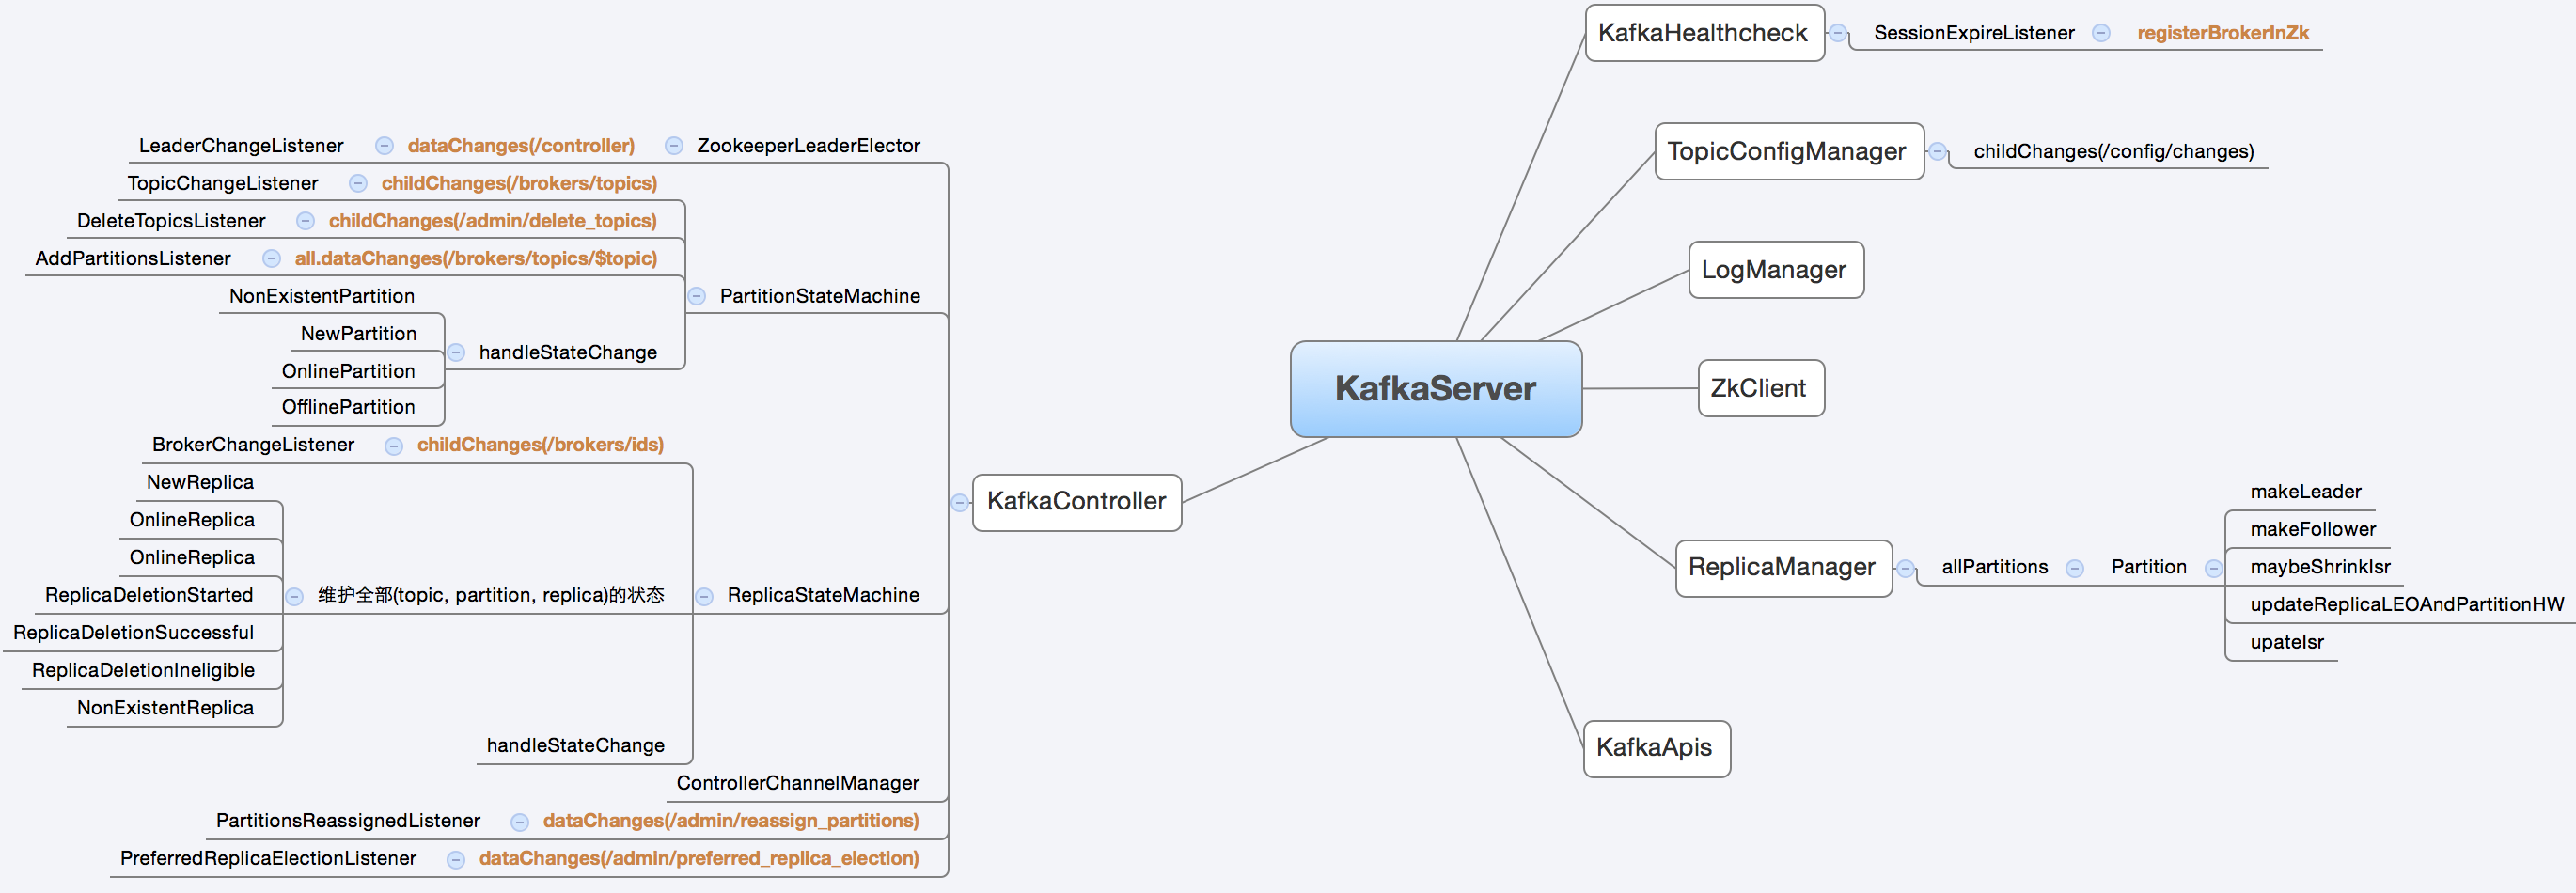 KafkaServer
KafkaHealthcheck
SessionExpireListener
registerBrokerInZk
TopicConfigManager
childChanges(/config/changes)
LogManager
ZkClient
ReplicaManager
allPartitions
Partition
makeLeader
makeFollower
maybeShrinkIsr
updateReplicaLEOAndPartitionHW
upateIsr
KafkaApis
KafkaController
ZookeeperLeaderElector
dataChanges(/controller)
LeaderChangeListener
PartitionStateMachine
childChanges(/brokers/topics)
TopicChangeListener
childChanges(/admin/delete_topics)
DeleteTopicsListener
all.dataChanges(/brokers/topics/$topic)
AddPartitionsListener
handleStateChange
NonExistentPartition
NewPartition
OnlinePartition
OfflinePartition
ReplicaStateMachine
childChanges(/brokers/ids)
BrokerChangeListener
维护全部(topic, partition, replica)的状态
NewReplica
OnlineReplica
OnlineReplica
ReplicaDeletionStarted
ReplicaDeletionSuccessful
ReplicaDeletionIneligible
NonExistentReplica
handleStateChange
ControllerChannelManager
dataChanges(/admin/reassign_partitions)
PartitionsReassignedListener
dataChanges(/admin/preferred_replica_election)
PreferredReplicaElectionListener